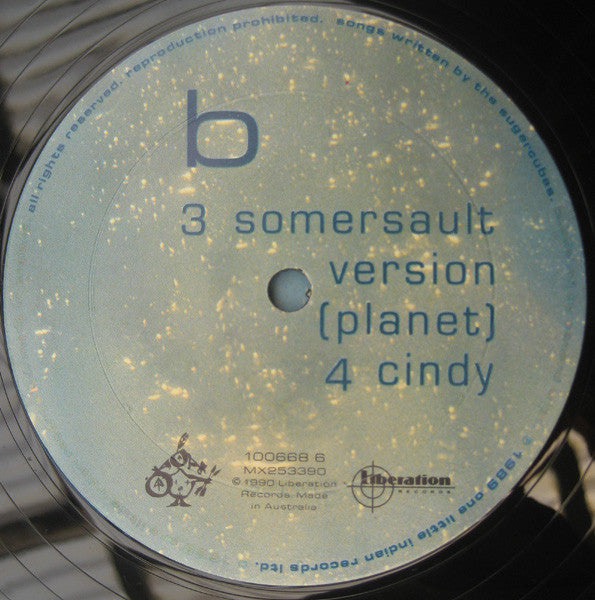 all rights reserved. reproduction prohibited. songs written by the sugarcubes.
b
3 somersault
version
(planet)
4 cindy
100668 6
MX253390
© 1990 Liberation
Records. Made
in Australia
Liberation
RECORDS
1989 one little indian records ltd.